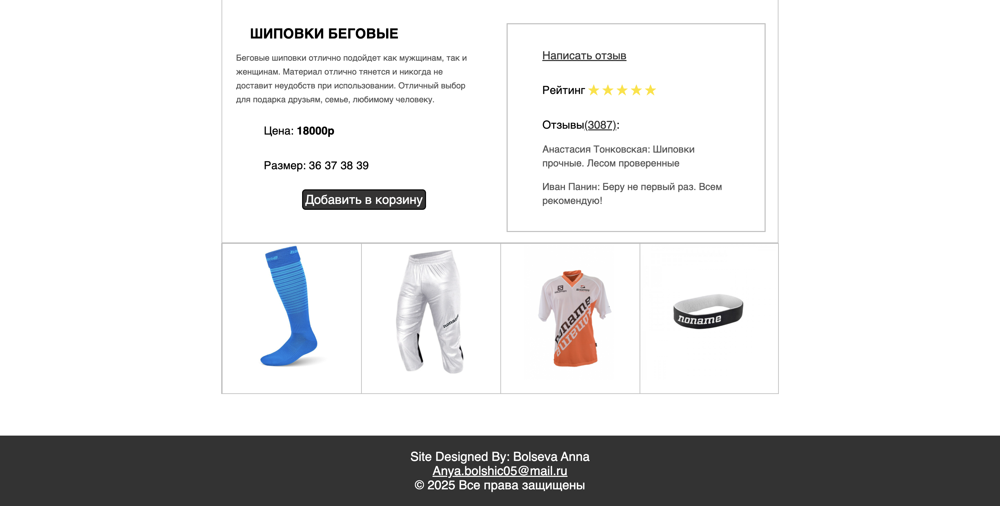 ШИПОВКИ БЕГОВЫЕ
Беговые шиповки отлично подойдет как мужщинам, так и
женщинам. Материал отлично тянется и никогда не
доставит неудобств при использовании. Отличный выбор
для подарка друзьям, семье, любимому человеку.
Цена: 18000р
Размер: 36 37 38 39
Добавить в корзину
Написать отзыв
Рейтинг ★★★★★
Отзывы(3087):
Анастасия Тонковская: Шиповки
прочные. Лесом проверенные
Иван Панин: Беру не первый раз. Всем
рекомендую!
noname
SALOMON
SIGMA
noname
noname
noname
Site Designed By: Bolseva Anna
Anya.bolshic05@mail.ru
© 2025 Все права защищены